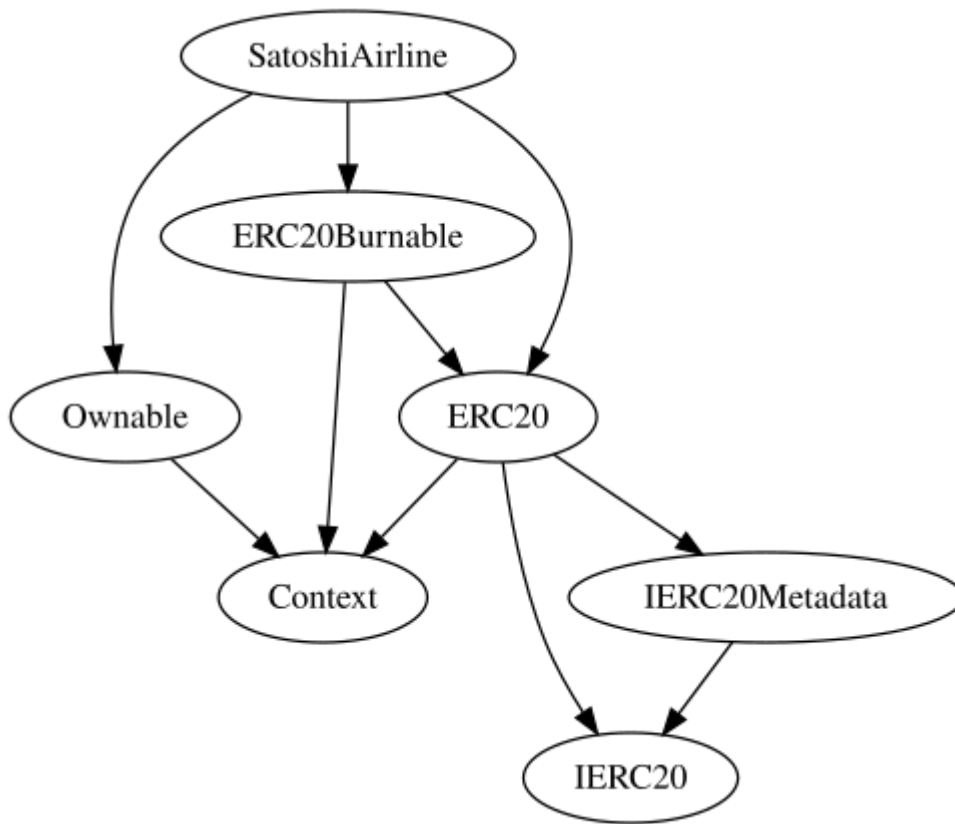 SatoshiAirline
ERC20Burnable
Ownable
ERC20
Context
IERC20Metadata
IERC20